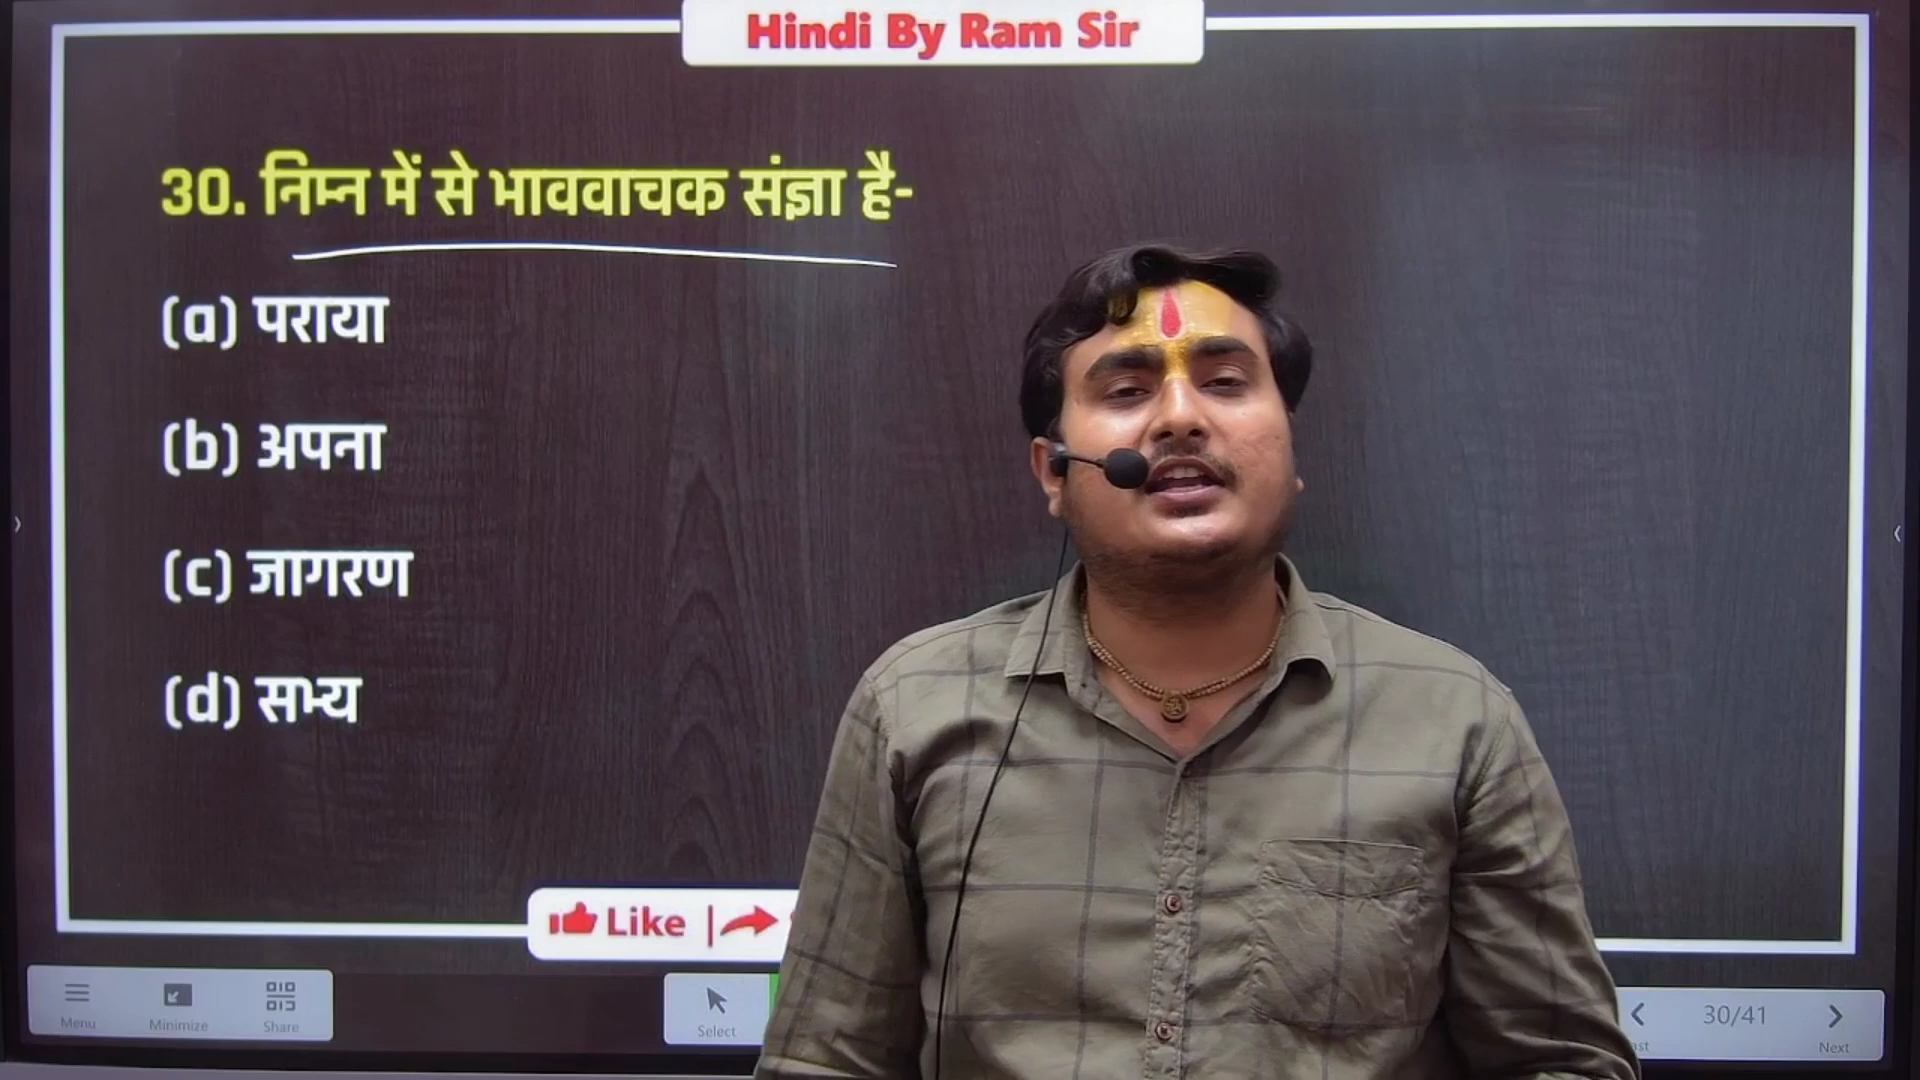 Hindi By Ram Sir
30. निम्न में से भाववाचक संज्ञा है-
(a) पराया
(b) अपना
(c) जागरण
(d) सभ्य
Like |
Menu Minimize Share
Select
30/41
Next